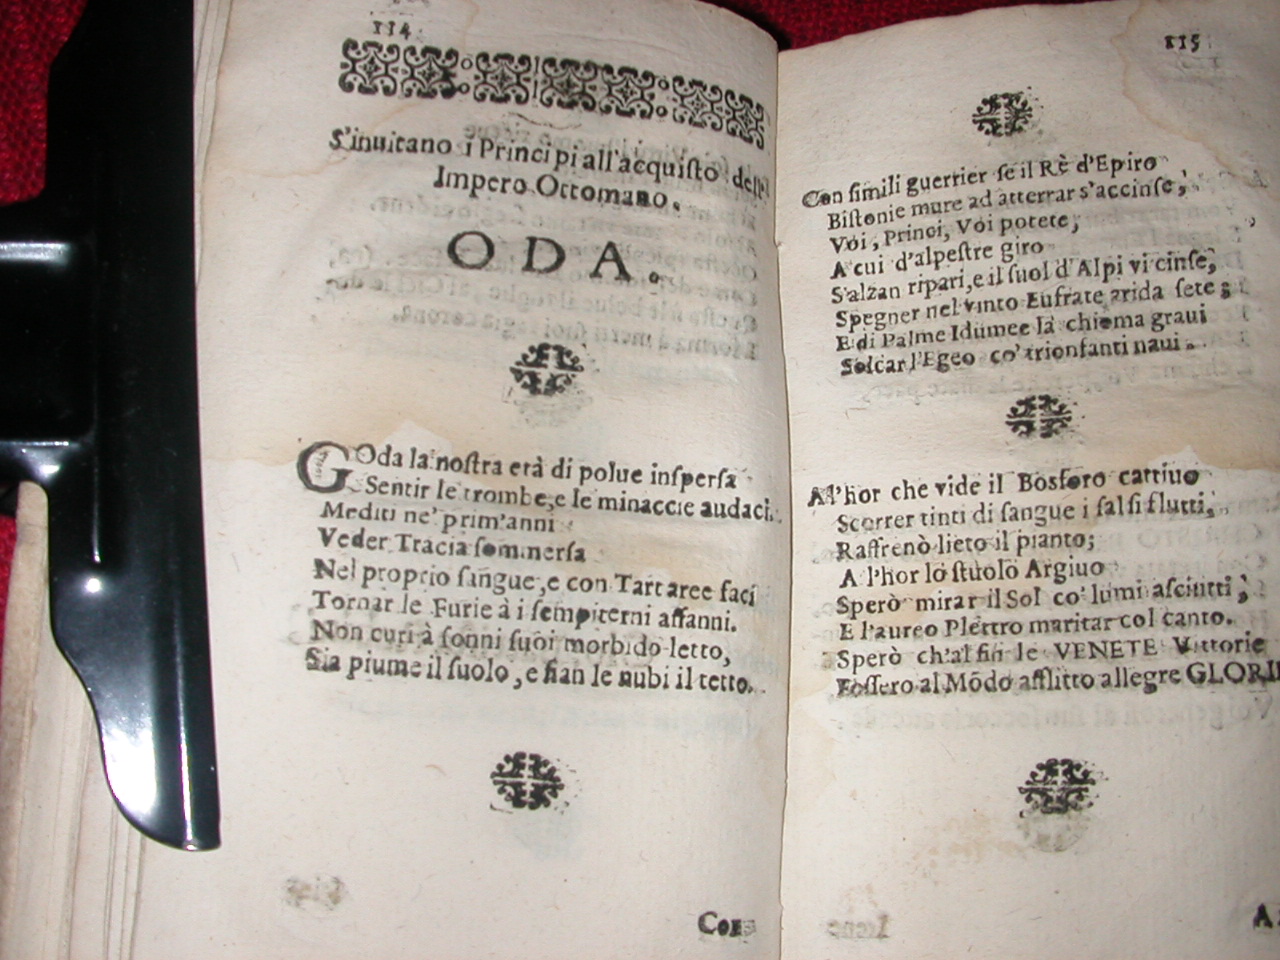 114
S'inuitano i Principi all'acquisto dell'
Impero Ottomano.
ODA.
GOda la nostra età di polue inspersa
Sentir le trombe, e le minaccie audaci.
Mediti ne' prim'anni
Veder Tracia sommersa
Nel proprio sangue, e con Tartaree faci
Tornar le Furie à i sempiterni affanni.
Non curi à sonni suoi morbido letto,
Sia piume il suolo, e sian le nubi il tetto.
Con
115
Con simili guerrier se il Rè d'Epiro
Bistonie mure ad atterrar s'accinse,
Voi, Princi, Voi potete,
A cui d'alpestre giro
S'alzan ripari, e il suol d'Alpi vi cinse,
Spegner nel vinto Eufrate arida sete;
E di Palme Idumee la chioma graui
Solcar l'Egeo co' trionfanti naui.
Al'hor che vide il Bosforo cattiuo
Scorrer tinti di sangue i salsi flutti,
Raffrenò lieto il pianto;
Al'hor lo stuolo Argiuo
Sperò mirar il Sol co' lumi asciutti;
E l'aureo Plettro maritar col canto.
Sperò ch'al fin le VENETE Vittorie
Fossero al Mõdo afflitto allegre GLORIE